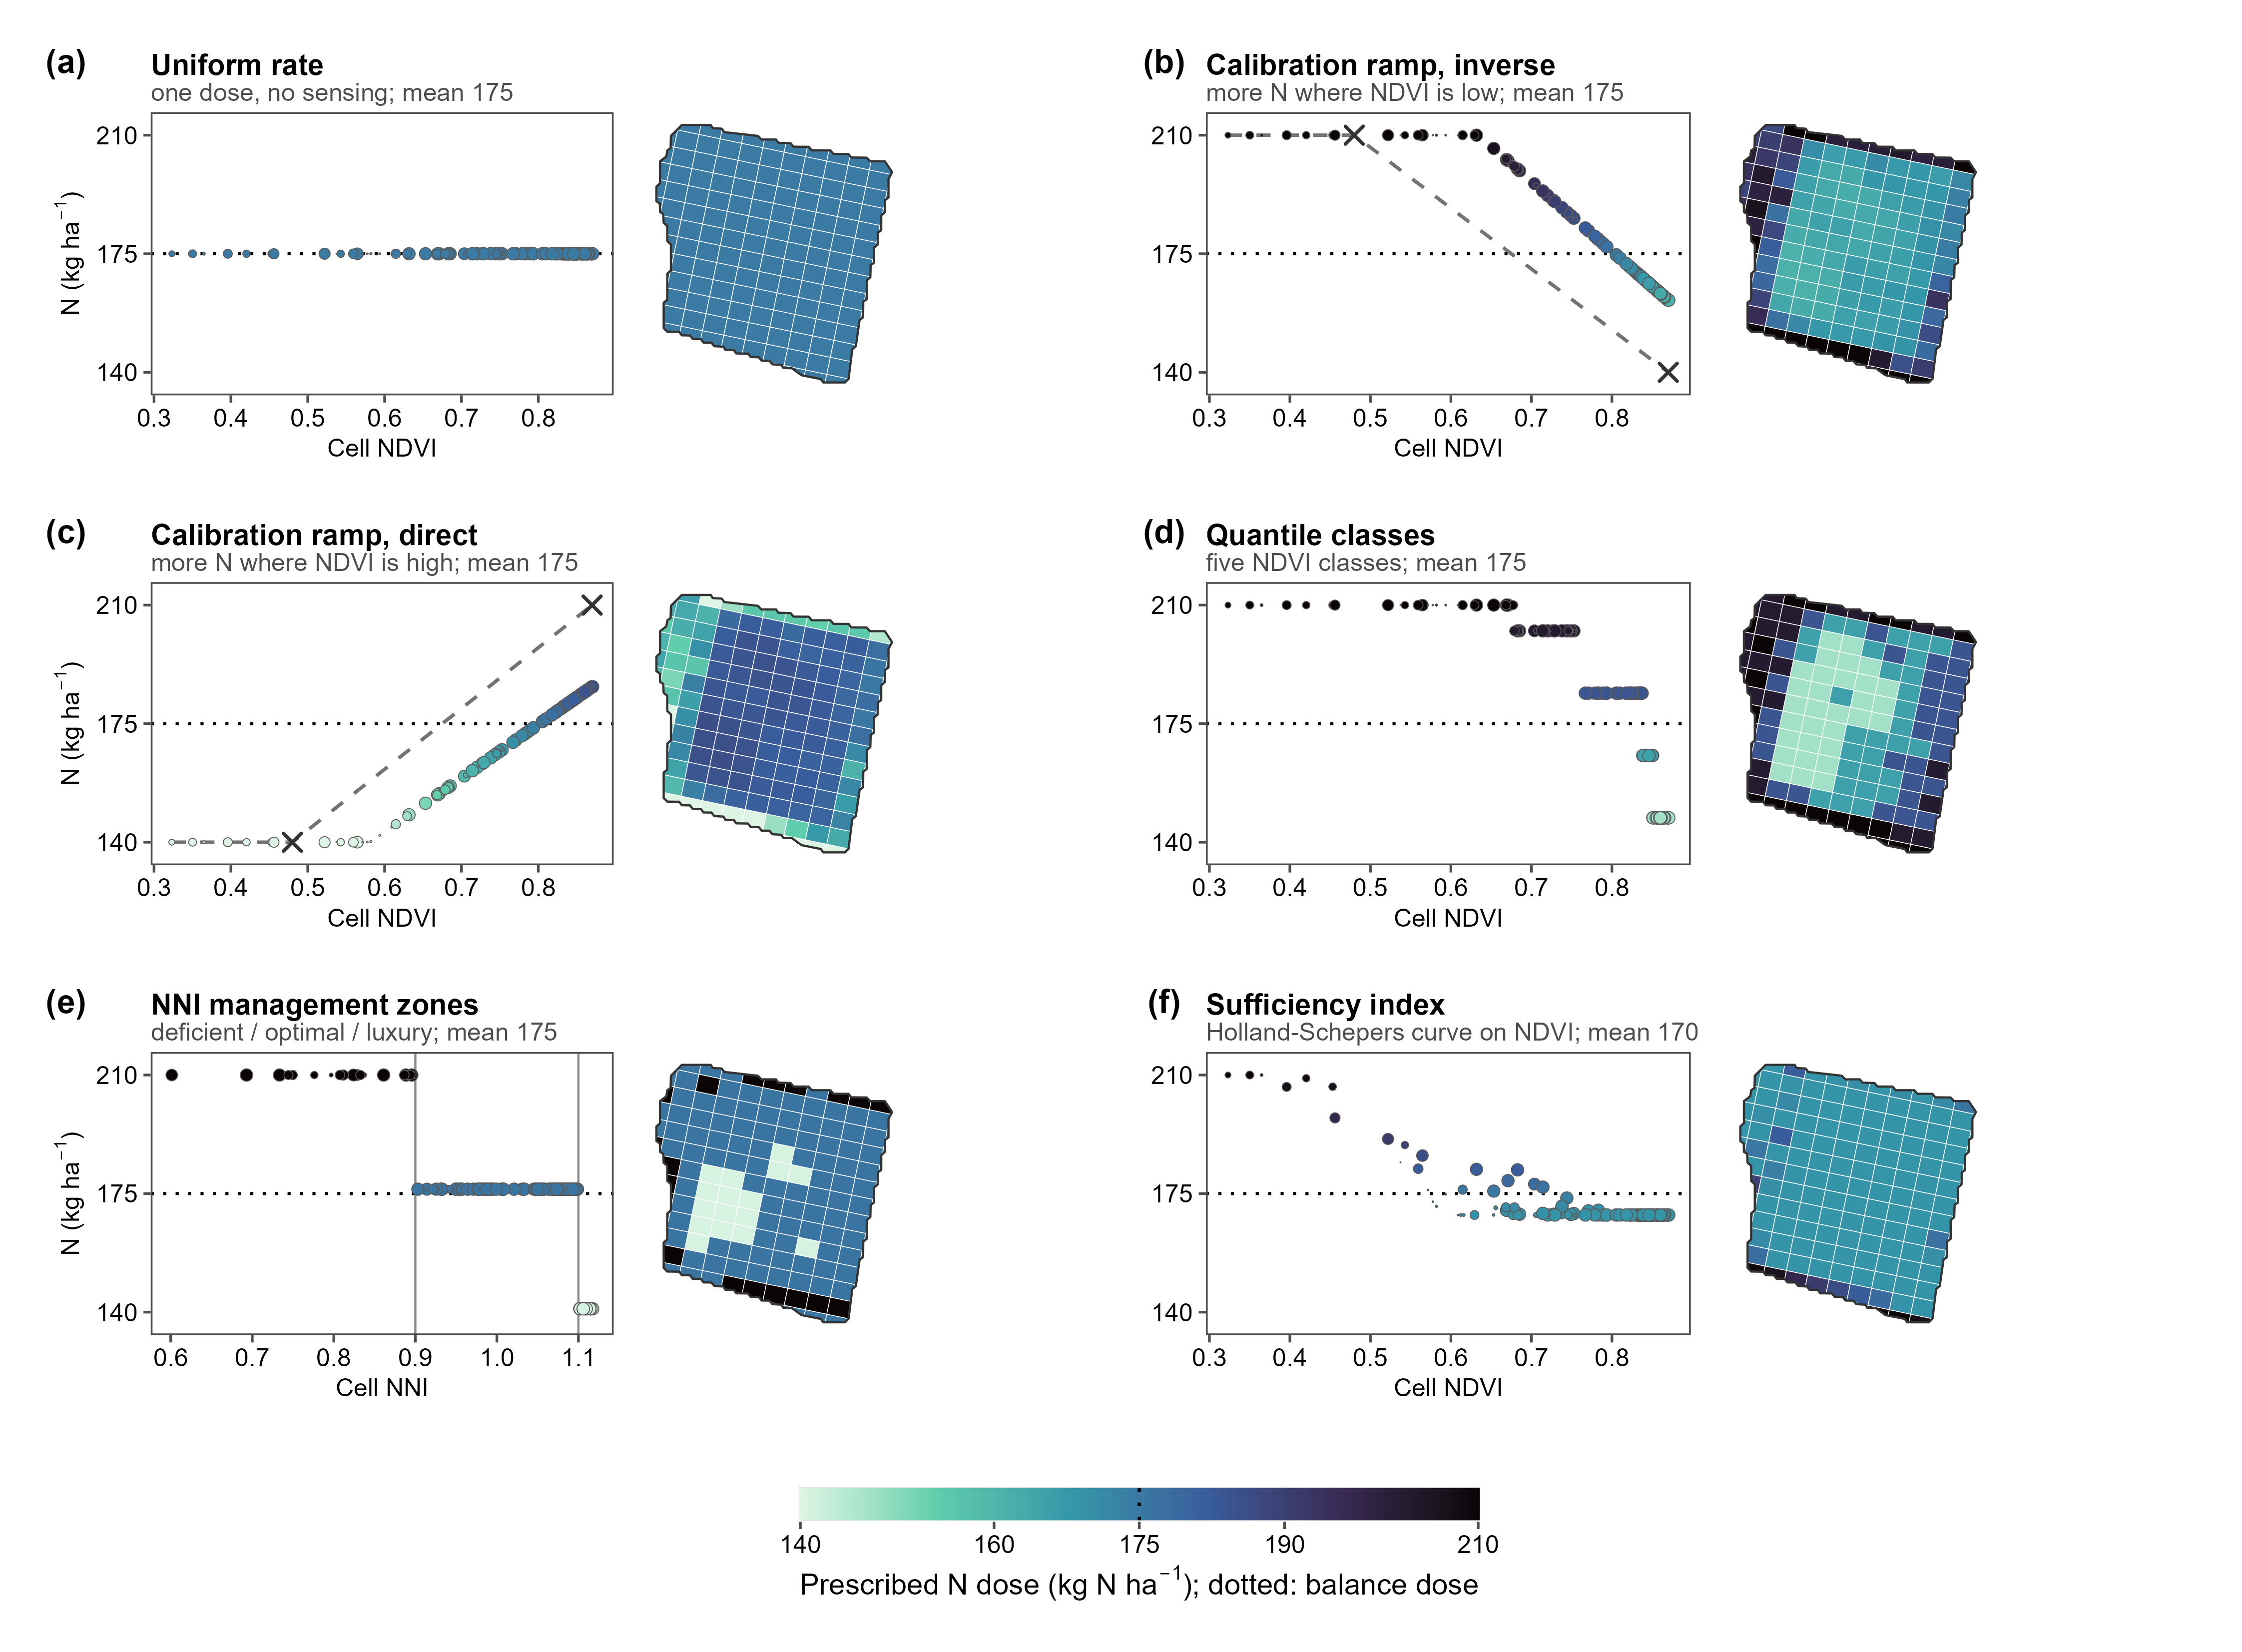 (a) Uniform rate
one dose, no sensing; mean 175
210
175
140
N (kg ha⁻¹)
0.3 0.4 0.5 0.6 0.7 0.8
Cell NDVI
(b) Calibration ramp, inverse
more N where NDVI is low; mean 175
210
175
140
0.3 0.4 0.5 0.6 0.7 0.8
Cell NDVI
(c) Calibration ramp, direct
more N where NDVI is high; mean 175
210
175
140
N (kg ha⁻¹)
0.3 0.4 0.5 0.6 0.7 0.8
Cell NDVI
(d) Quantile classes
five NDVI classes; mean 175
210
175
140
0.3 0.4 0.5 0.6 0.7 0.8
Cell NDVI
(e) NNI management zones
deficient / optimal / luxury; mean 175
210
175
140
N (kg ha⁻¹)
0.6 0.7 0.8 0.9 1.0 1.1
Cell NNI
(f) Sufficiency index
Holland-Schepers curve on NDVI; mean 170
210
175
140
0.3 0.4 0.5 0.6 0.7 0.8
Cell NDVI
140 160 175 190 210
Prescribed N dose (kg N ha⁻¹); dotted: balance dose